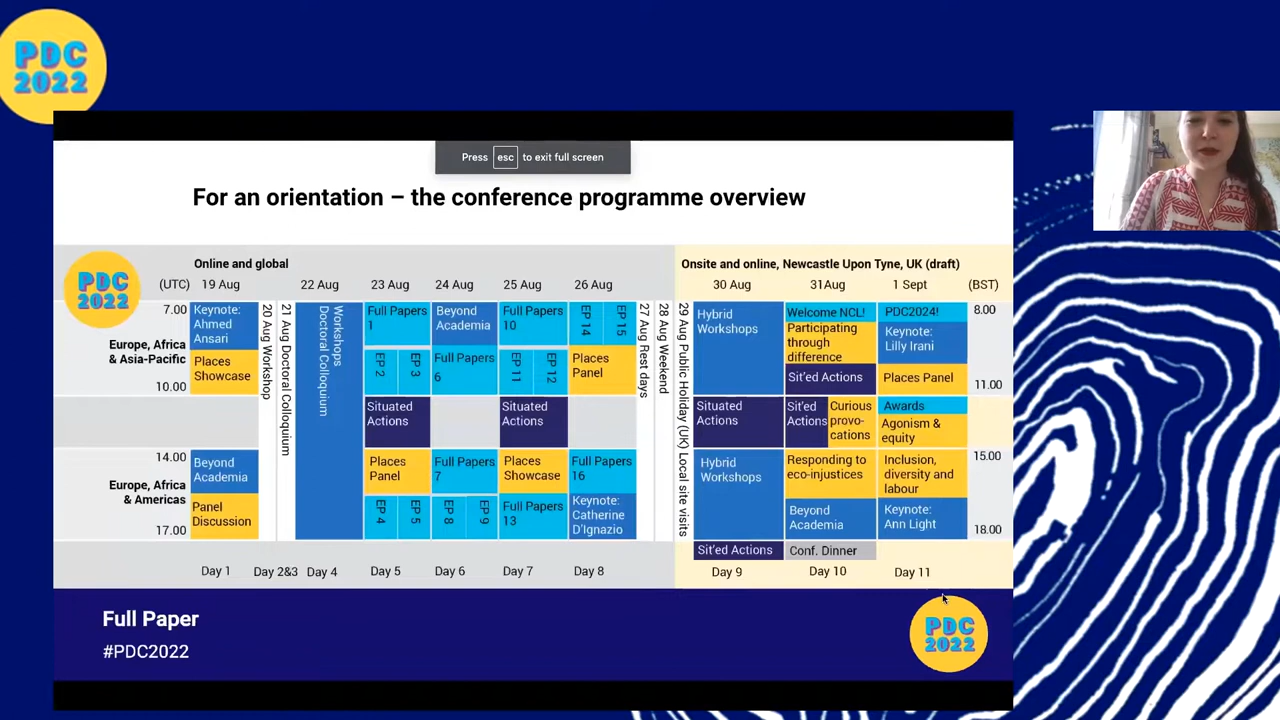 PDC
2022
Press esc to exit full screen
For an orientation – the conference programme overview
PDC
2022
Online and global
Onsite and online, Newcastle Upon Tyne, UK (draft)
(UTC) 19 Aug 22 Aug 23 Aug 24 Aug 25 Aug 26 Aug 30 Aug 31Aug 1 Sept (BST)
7.00
Europe, Africa
& Asia-Pacific
10.00
14.00
Europe, Africa
& Americas
17.00
Keynote:
Ahmed
Ansari
Places
Showcase
Beyond
Academia
Panel
Discussion
20 Aug Workshop
21 Aug Doctoral Colloquium
Workshops
Doctoral Colloquium
Full Papers
1
EP 2
EP 3
Situated
Actions
Places
Panel
EP 4
EP 5
Beyond
Academia
Full Papers
6
Full Papers
7
EP 8
EP 9
Full Papers
10
EP 11
EP 12
Situated
Actions
Places
Showcase
Full Papers
13
EP 14
EP 15
Places
Panel
Full Papers
16
Keynote:
Catherine
D'Ignazio
27 Aug Rest days
28 Aug Weekend
29 Aug Public Holiday (UK) Local site visits
Hybrid
Workshops
Situated
Actions
Hybrid
Workshops
Sit'ed Actions
Welcome NCL!
Participating
through
difference
Sit'ed Actions
Sit'ed
Actions
Curious
provo-
cations
Responding to
eco-injustices
Beyond
Academia
Conf. Dinner
PDC2024!
Keynote:
Lilly Irani
Places Panel
Awards
Agonism &
equity
Inclusion,
diversity and
labour
Keynote:
Ann Light
8.00
11.00
15.00
18.00
Day 1 Day 2&3 Day 4 Day 5 Day 6 Day 7 Day 8 Day 9 Day 10 Day 11
Full Paper
#PDC2022
PDC
2022